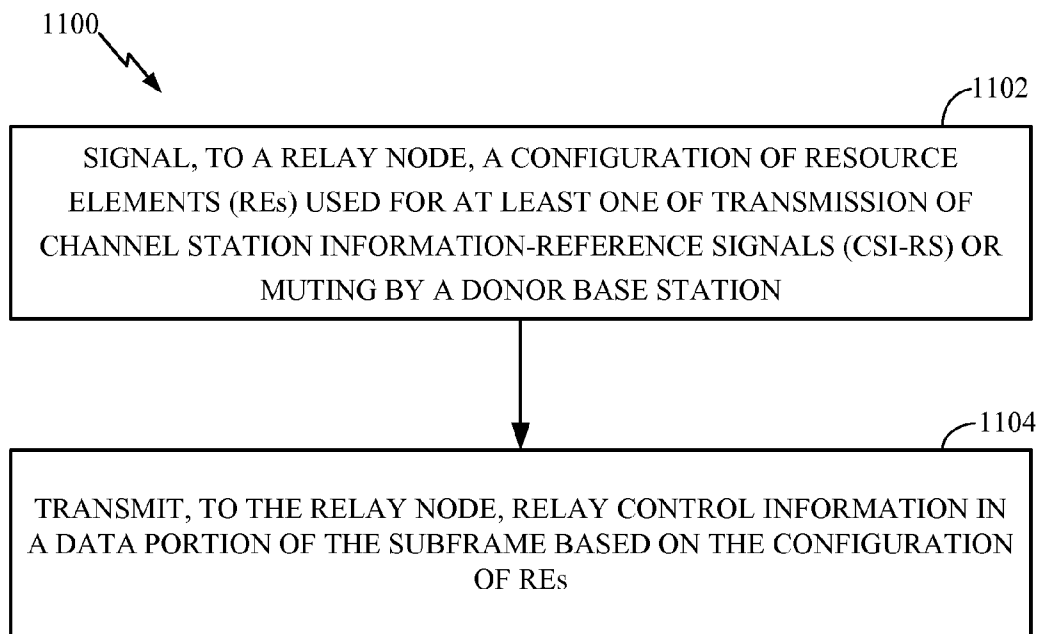 1100
1102
SIGNAL, TO A RELAY NODE, A CONFIGURATION OF RESOURCE
ELEMENTS (REs) USED FOR AT LEAST ONE OF TRANSMISSION OF
CHANNEL STATION INFORMATION-REFERENCE SIGNALS (CSI-RS) OR
MUTING BY A DONOR BASE STATION
1104
TRANSMIT, TO THE RELAY NODE, RELAY CONTROL INFORMATION IN
A DATA PORTION OF THE SUBFRAME BASED ON THE CONFIGURATION
OF REs